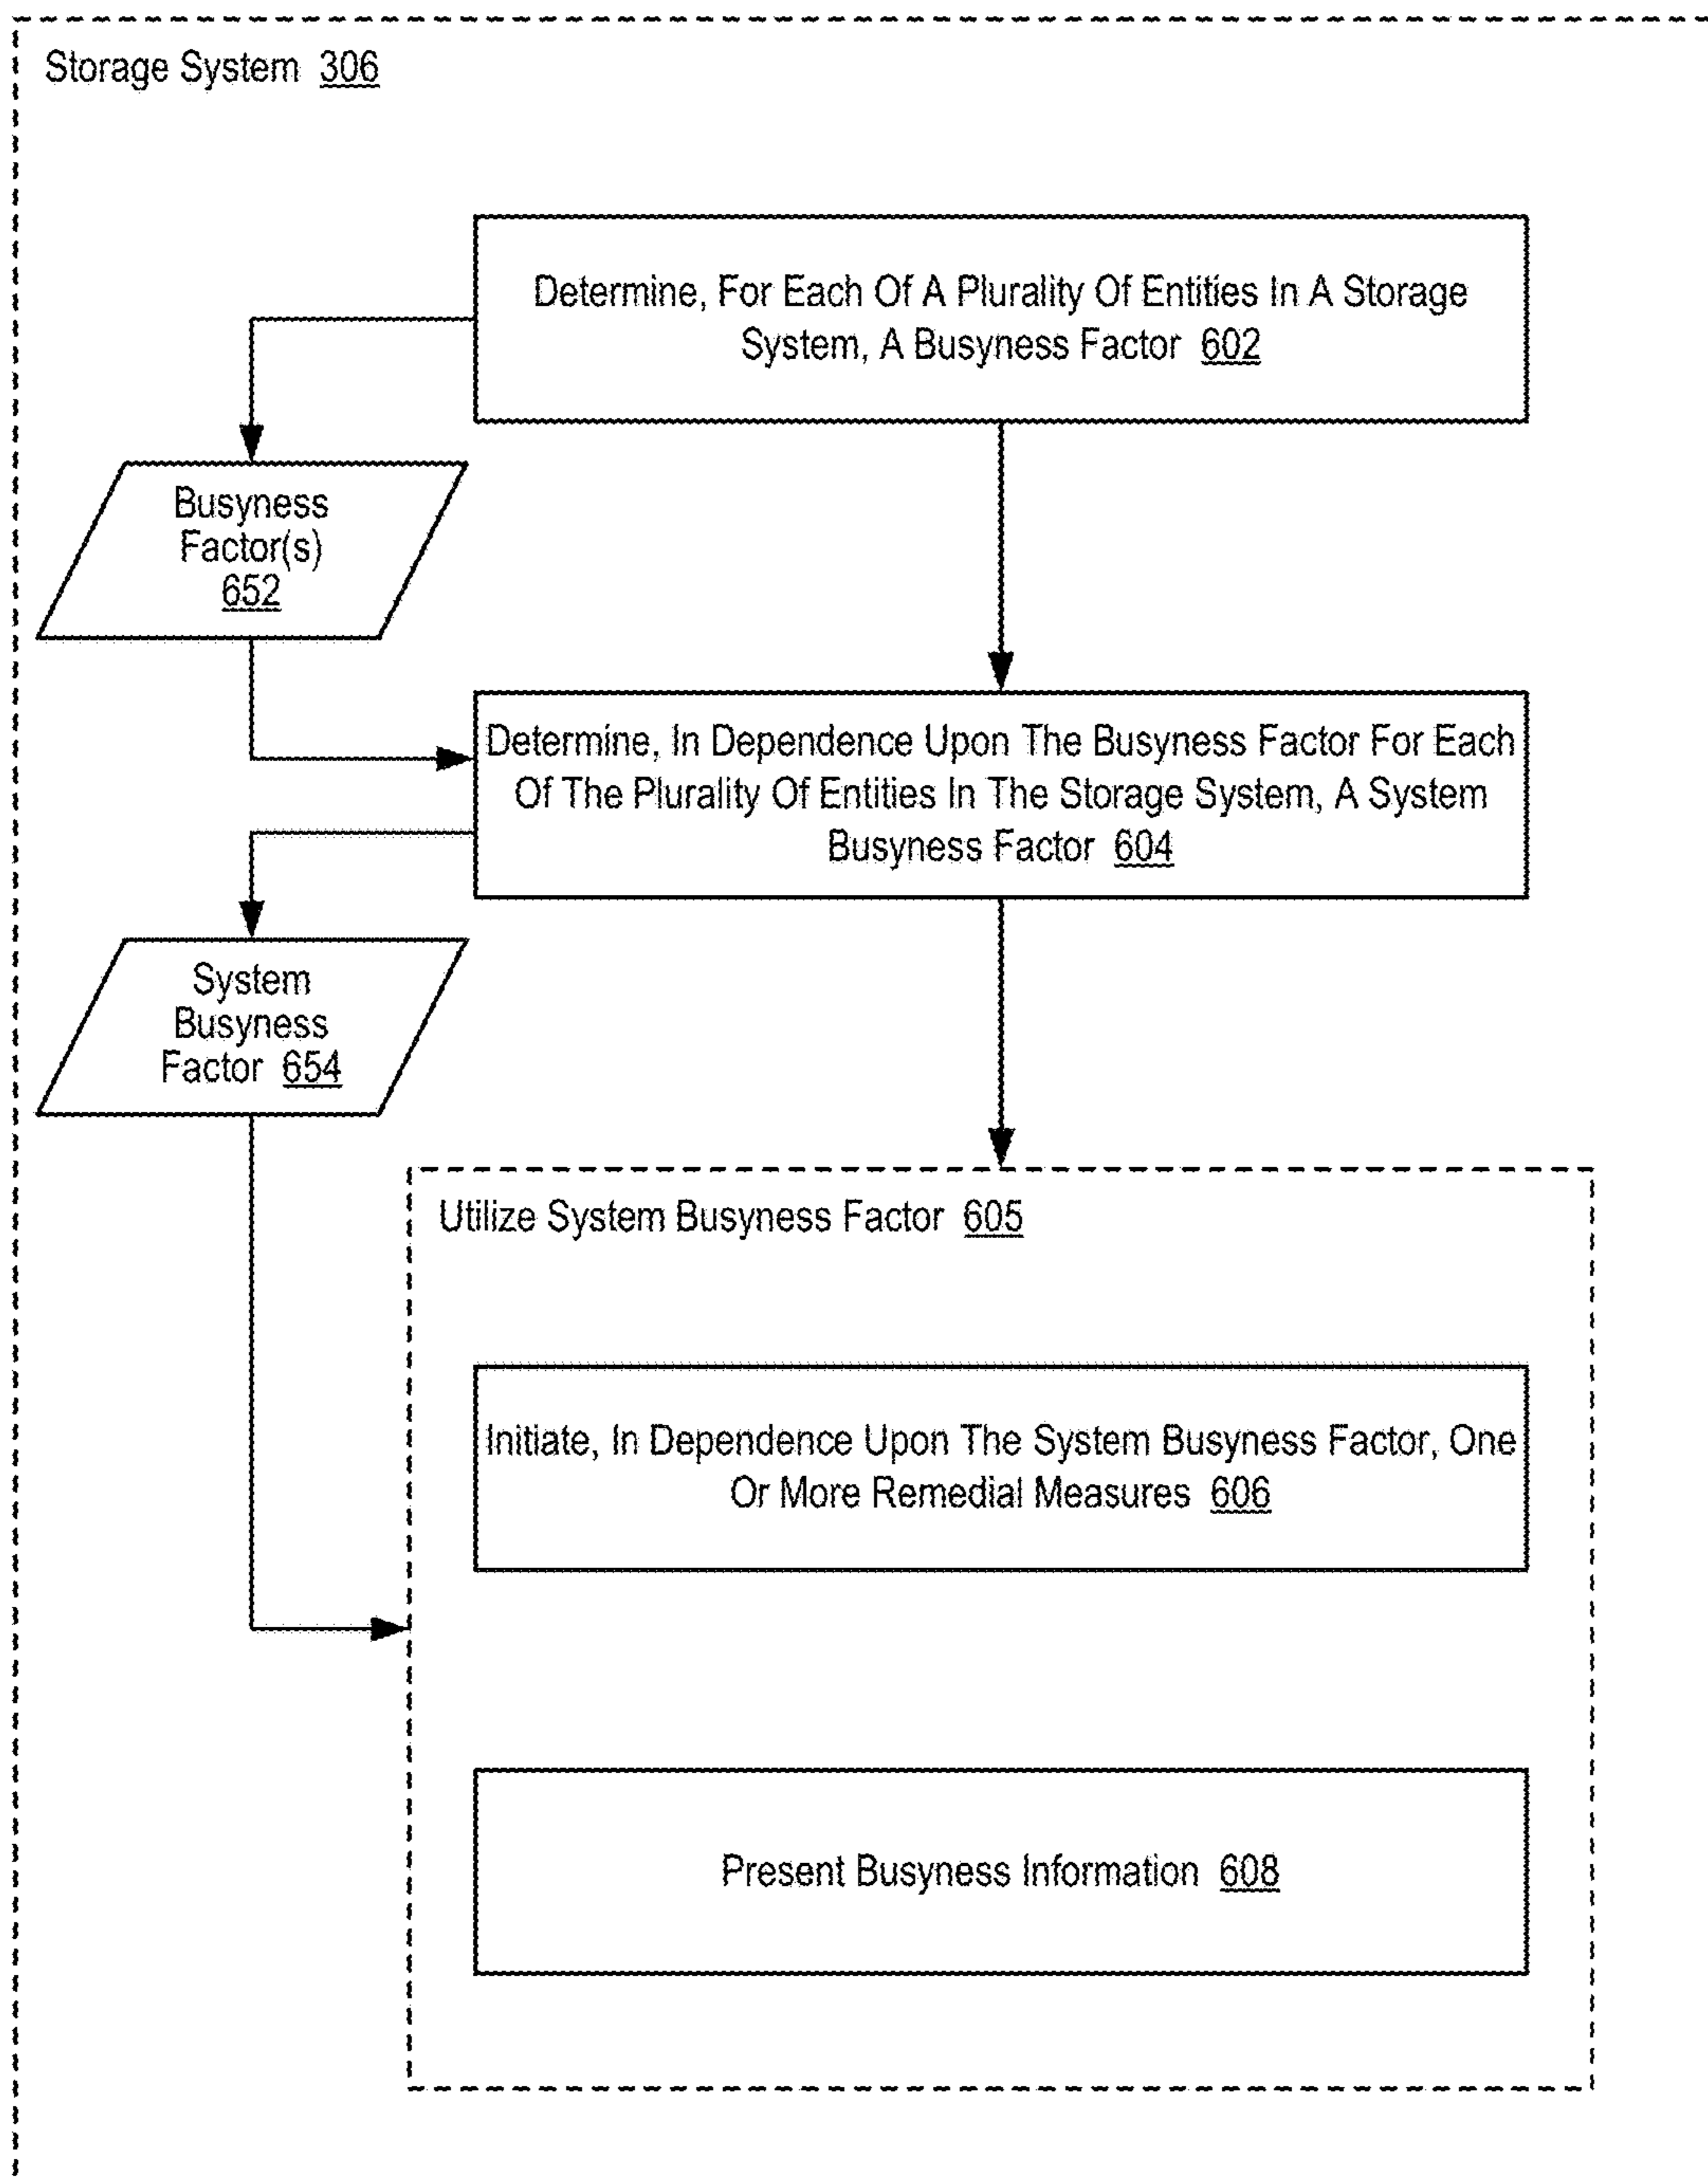 Storage System 306
Determine, For Each Of A Plurality Of Entities In A Storage
System, A Busyness Factor 602
Busyness
Factor(s)
652
Determine, In Dependence Upon The Busyness Factor For Each
Of The Plurality Of Entities In The Storage System, A System
Busyness Factor 604
System
Busyness
Factor 654
Utilize System Busyness Factor 605
Initiate, In Dependence Upon The System Busyness Factor, One
Or More Remedial Measures 606
Present Busyness Information 608